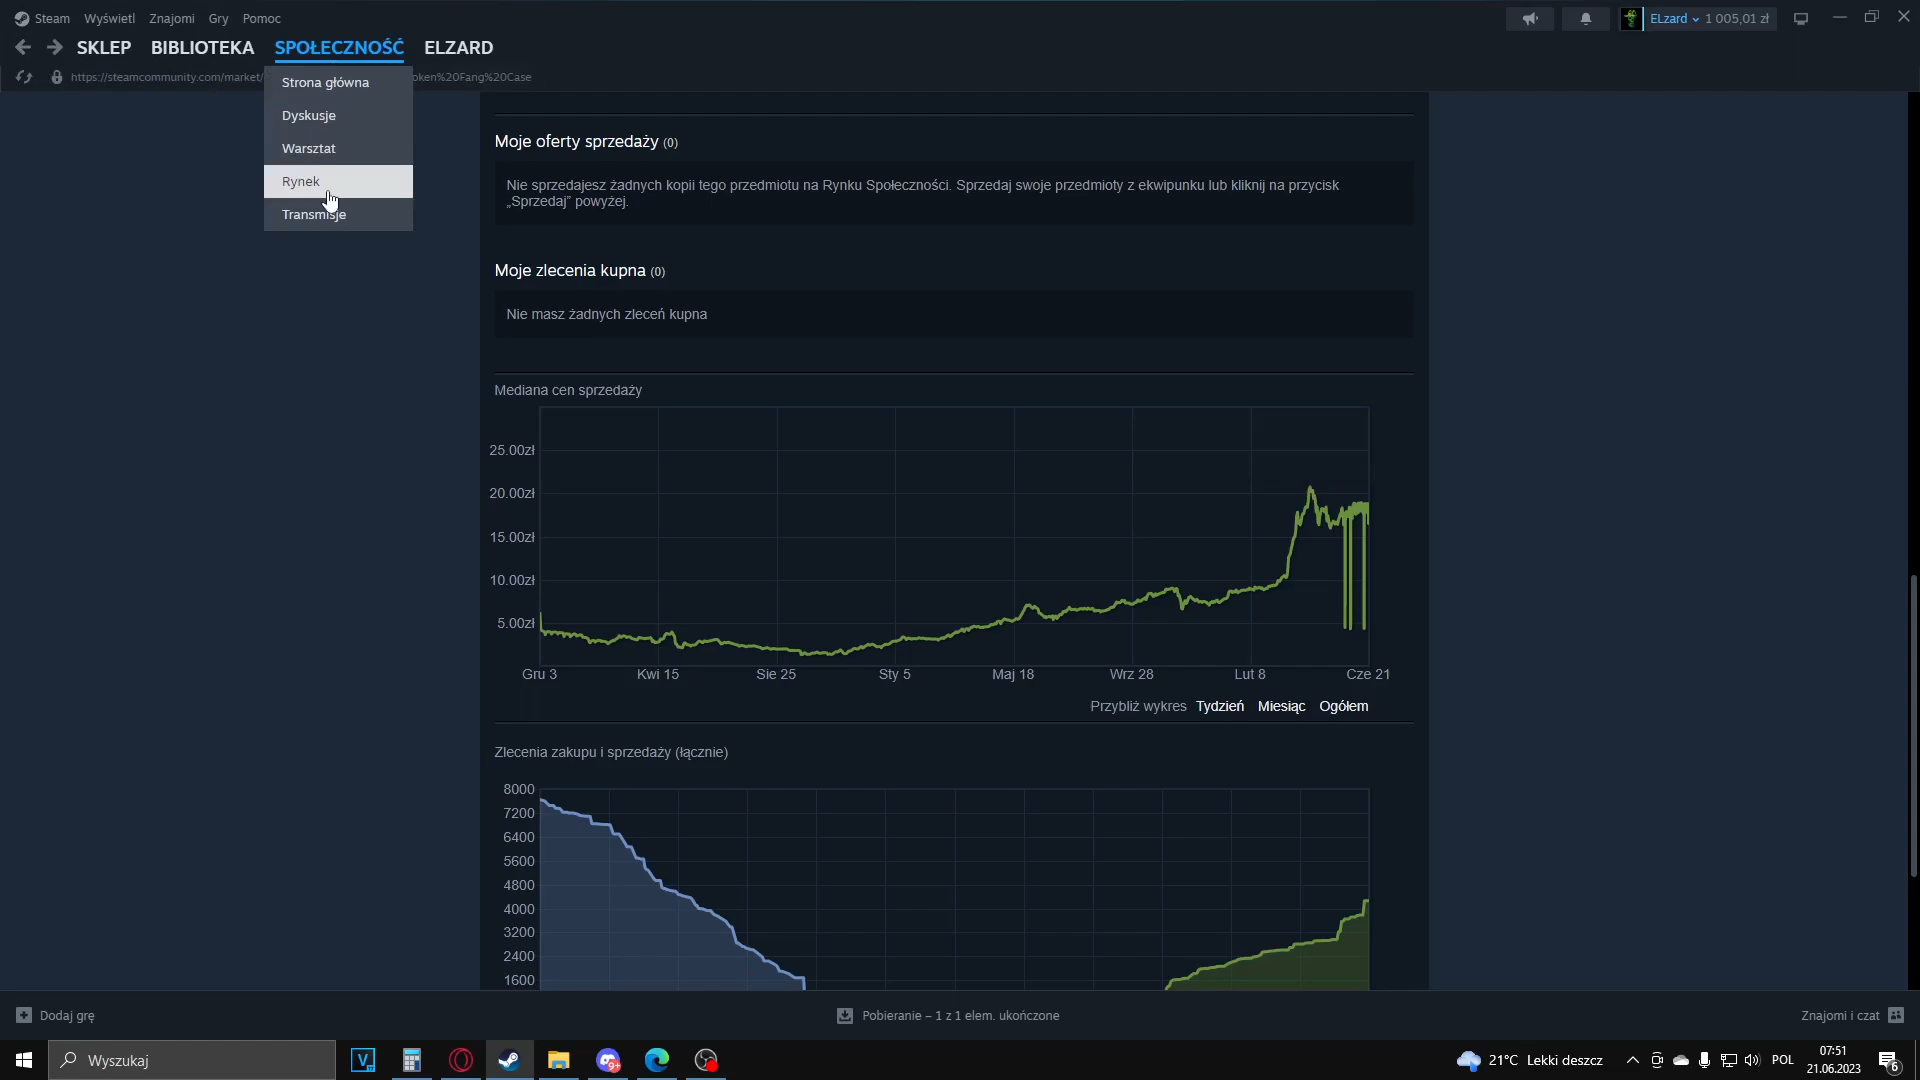 Steam Wyświetl Znajomi Gry Pomoc
ELzard 1 005,01 zł
SKLEP BIBLIOTEKA SPOŁECZNOŚĆ ELZARD
https://steamcommunity.com/market/ oken%20Fang%20Case
Strona główna
Dyskusje
Warsztat
Rynek
Transmisje
Moje oferty sprzedaży (0)
Nie sprzedajesz żadnych kopii tego przedmiotu na Rynku Społeczności. Sprzedaj swoje przedmioty z ekwipunku lub kliknij na przycisk
„Sprzedaj” powyżej.
Moje zlecenia kupna (0)
Nie masz żadnych zleceń kupna
Mediana cen sprzedaży
25.00zł
20.00zł
15.00zł
10.00zł
5.00zł
Gru 3 Kwi 15 Sie 25 Sty 5 Maj 18 Wrz 28 Lut 8 Cze 21
Przybliż wykres Tydzień Miesiąc Ogółem
Zlecenia zakupu i sprzedaży (łącznie)
8000
7200
6400
5600
4800
4000
3200
2400
1600
Dodaj grę
Pobieranie – 1 z 1 elem. ukończone
Znajomi i czat
Wyszukaj
V
9+
21°C Lekki deszcz
POL
07:51
21.06.2023
6